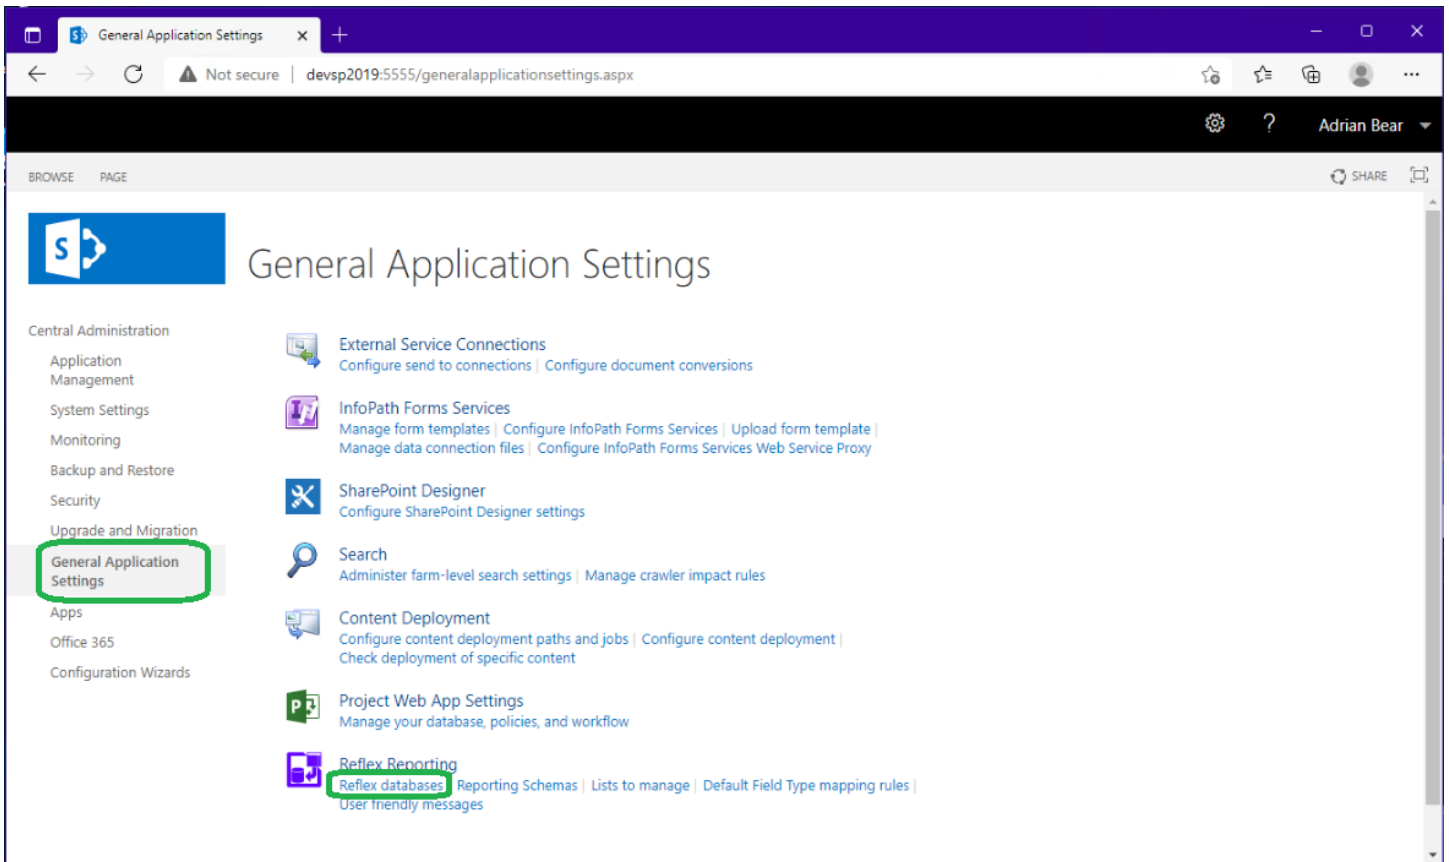 General Application Settings
Not secure | devsp2019:5555/generalapplicationsettings.aspx
? Adrian Bear
BROWSE PAGE SHARE
S
General Application Settings
Central Administration
Application
Management
System Settings
Monitoring
Backup and Restore
Security
Upgrade and Migration
General Application
Settings
Apps
Office 365
Configuration Wizards
External Service Connections
Configure send to connections | Configure document conversions
InfoPath Forms Services
Manage form templates | Configure InfoPath Forms Services | Upload form template |
Manage data connection files | Configure InfoPath Forms Services Web Service Proxy
SharePoint Designer
Configure SharePoint Designer settings
Search
Administer farm-level search settings | Manage crawler impact rules
Content Deployment
Configure content deployment paths and jobs | Configure content deployment |
Check deployment of specific content
Project Web App Settings
Manage your database, policies, and workflow
Reflex Reporting
Reflex databases | Reporting Schemas | Lists to manage | Default Field Type mapping rules |
User friendly messages